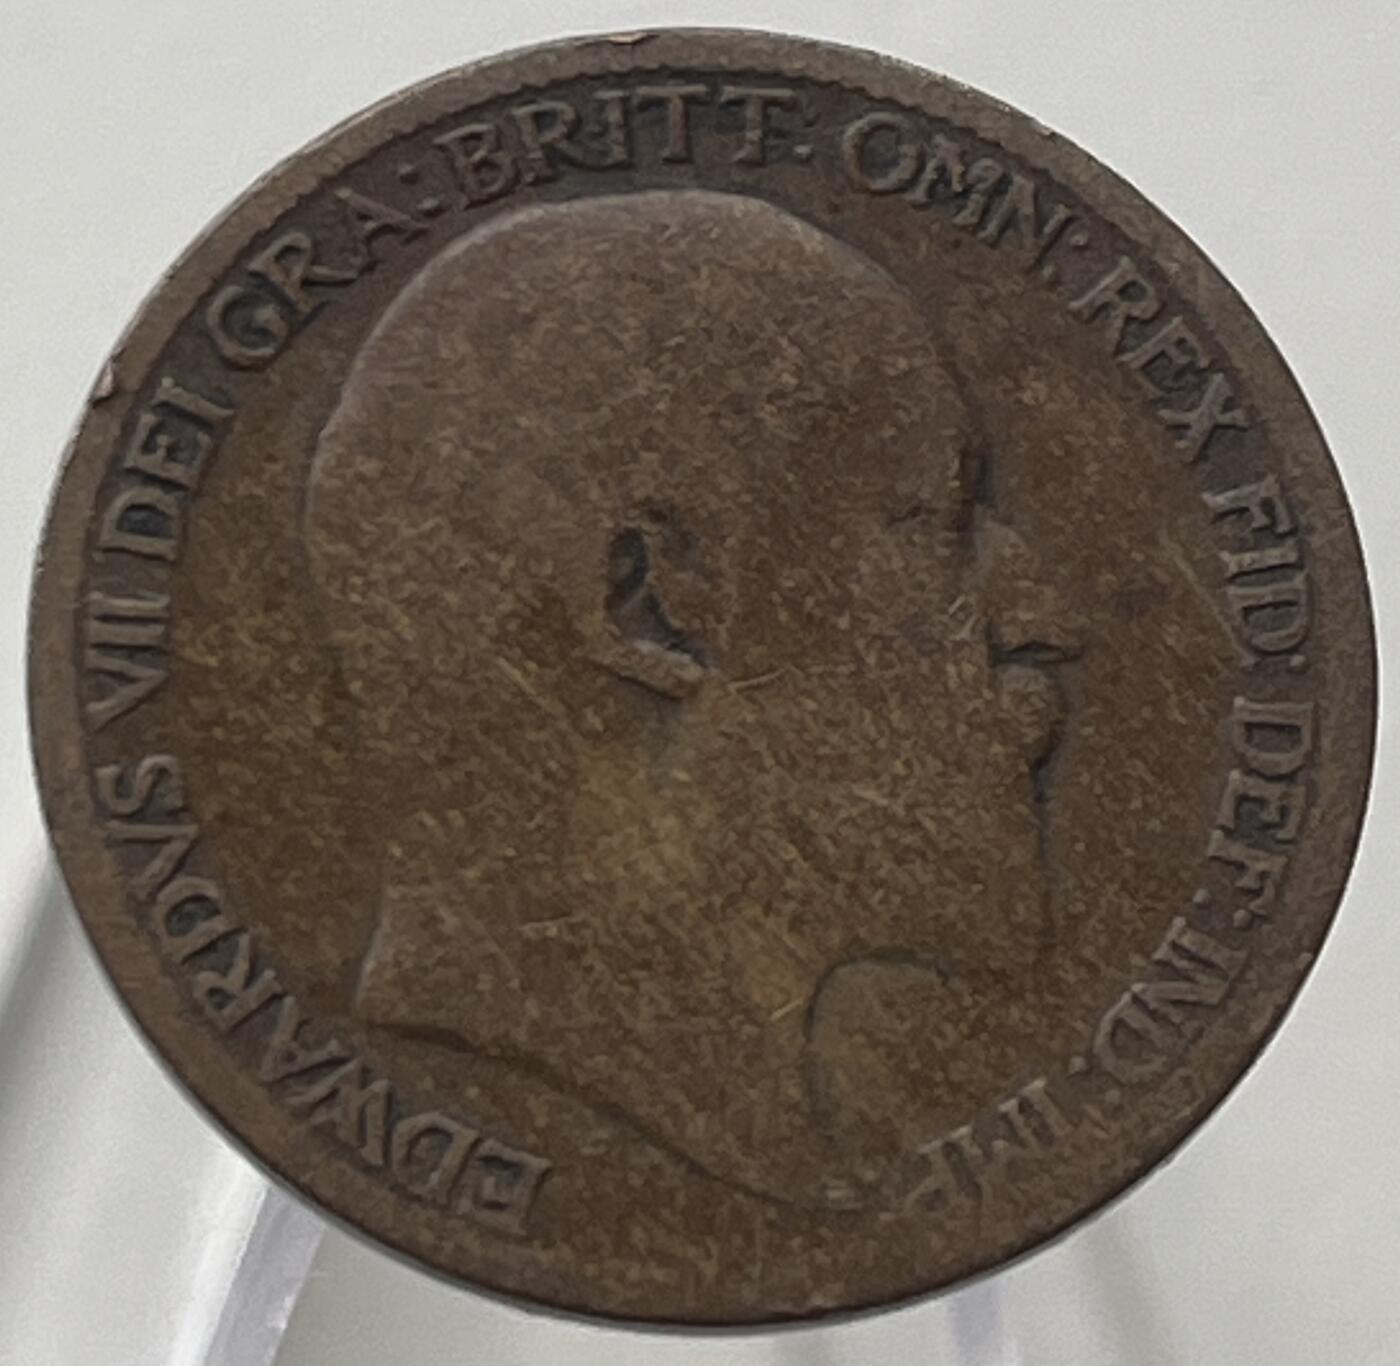 EDWARDVS VII DEI GRA: BRITT: OMN: REX FID: DEF: IND: IMP: